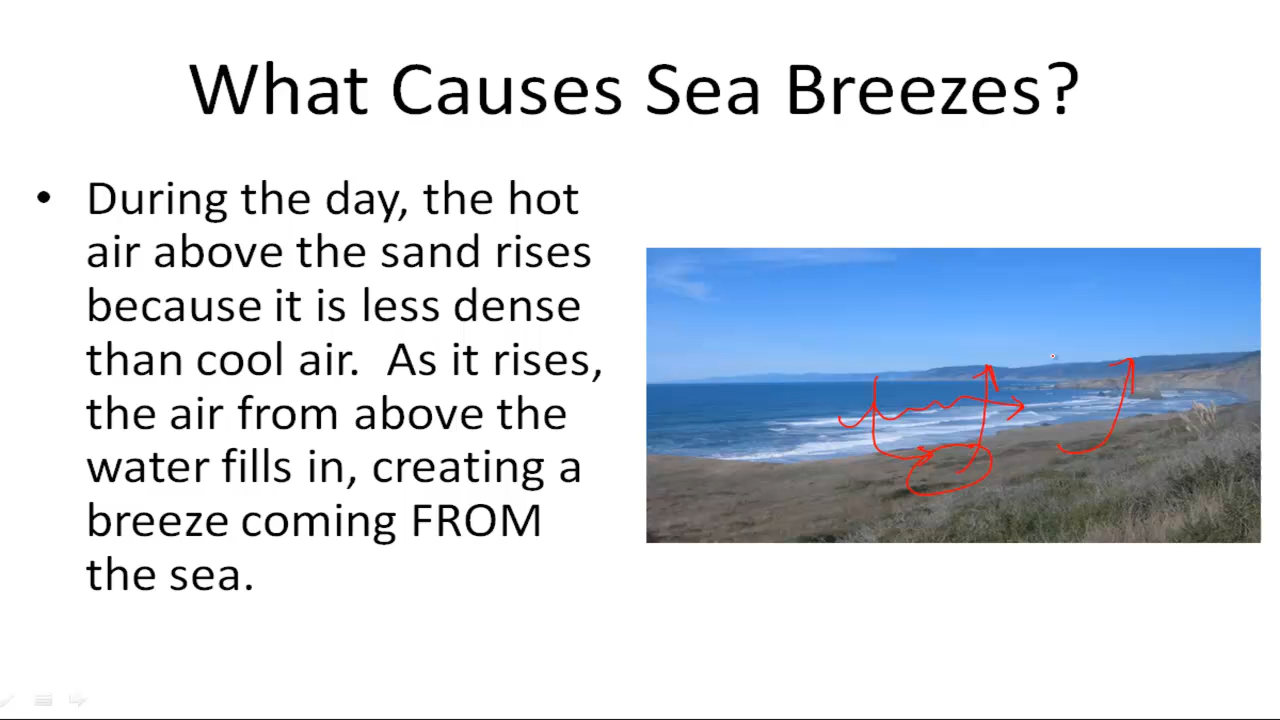 What Causes Sea Breezes?
• During the day, the hot
air above the sand rises
because it is less dense
than cool air.  As it rises,
the air from above the
water fills in, creating a
breeze coming FROM
the sea.